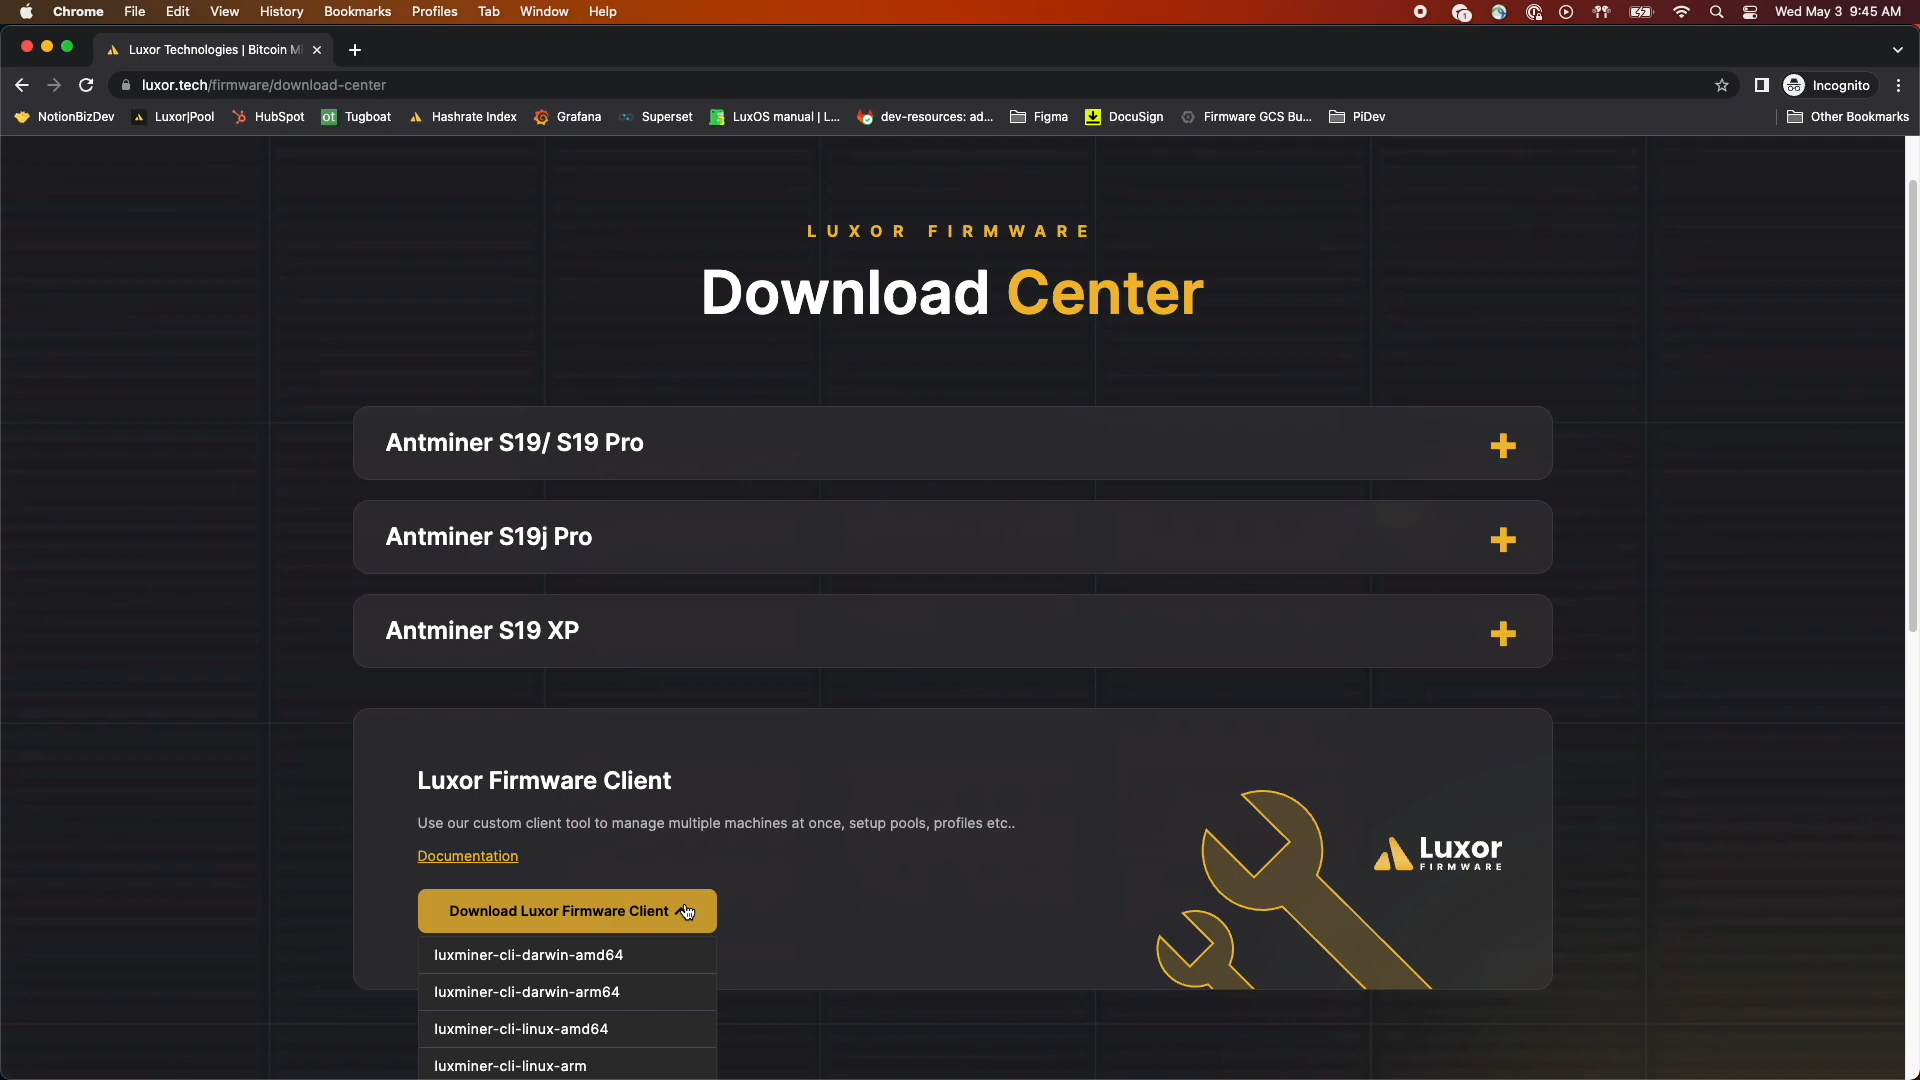 Chrome File Edit View History Bookmarks Profiles Tab Window Help
1
Wed May 3 9:45 AM
Luxor Technologies | Bitcoin Mi
luxor.tech/firmware/download-center
Incognito
NotionBizDev
Luxor|Pool
HubSpot
ot Tugboat
Hashrate Index
Grafana
Superset
LuxOS manual | L...
dev-resources: ad...
Figma
DocuSign
Firmware GCS Bu...
PiDev
Other Bookmarks
LUXOR FIRMWARE
Download Center
Antminer S19/ S19 Pro
Antminer S19j Pro
Antminer S19 XP
Luxor Firmware Client
Use our custom client tool to manage multiple machines at once, setup pools, profiles etc..
Documentation
Download Luxor Firmware Client
luxminer-cli-darwin-amd64
luxminer-cli-darwin-arm64
luxminer-cli-linux-amd64
luxminer-cli-linux-arm
Luxor
FIRMWARE